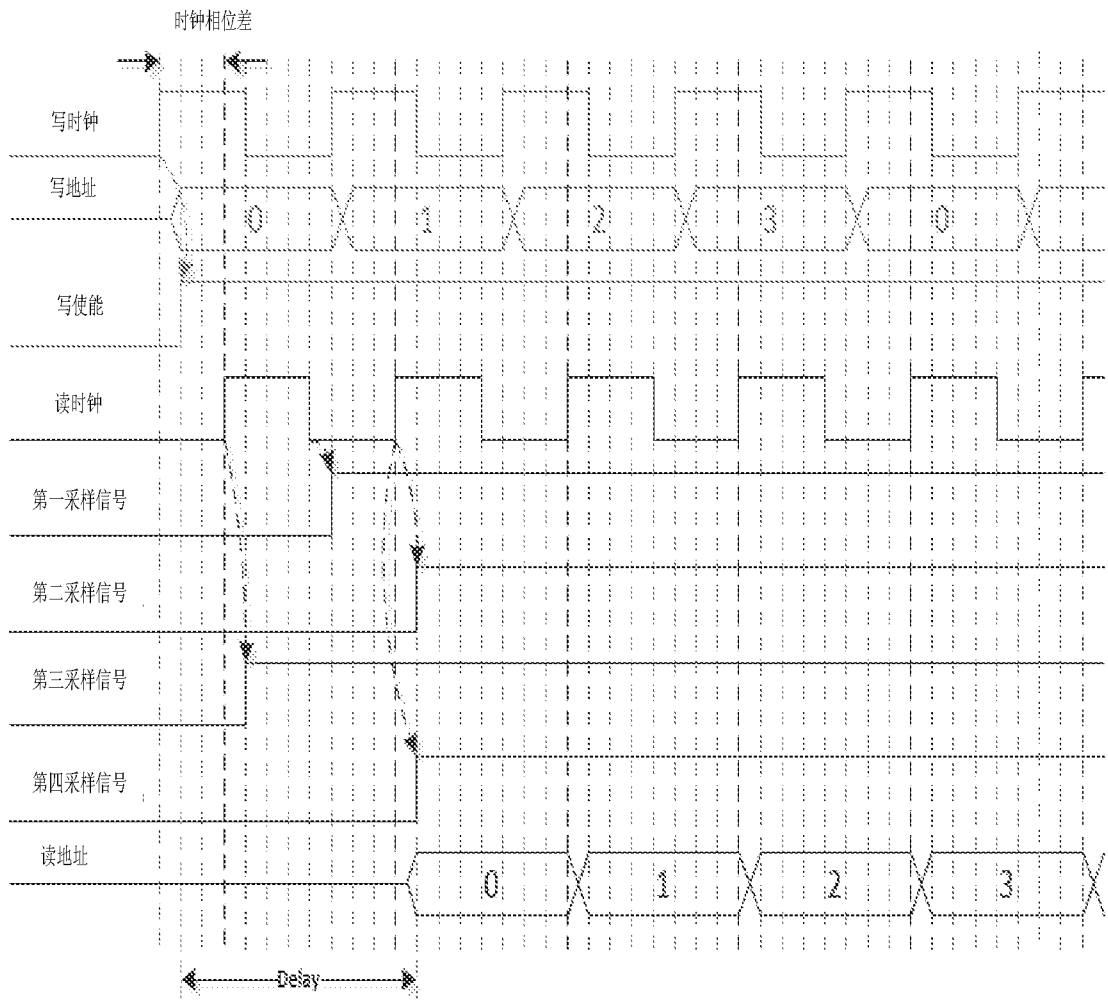 时钟相位差
写时钟
写地址
0 1 2 3 0
写使能
读时钟
第一采样信号
第二采样信号
第三采样信号
第四采样信号
读地址
0 1 2 3
Delay